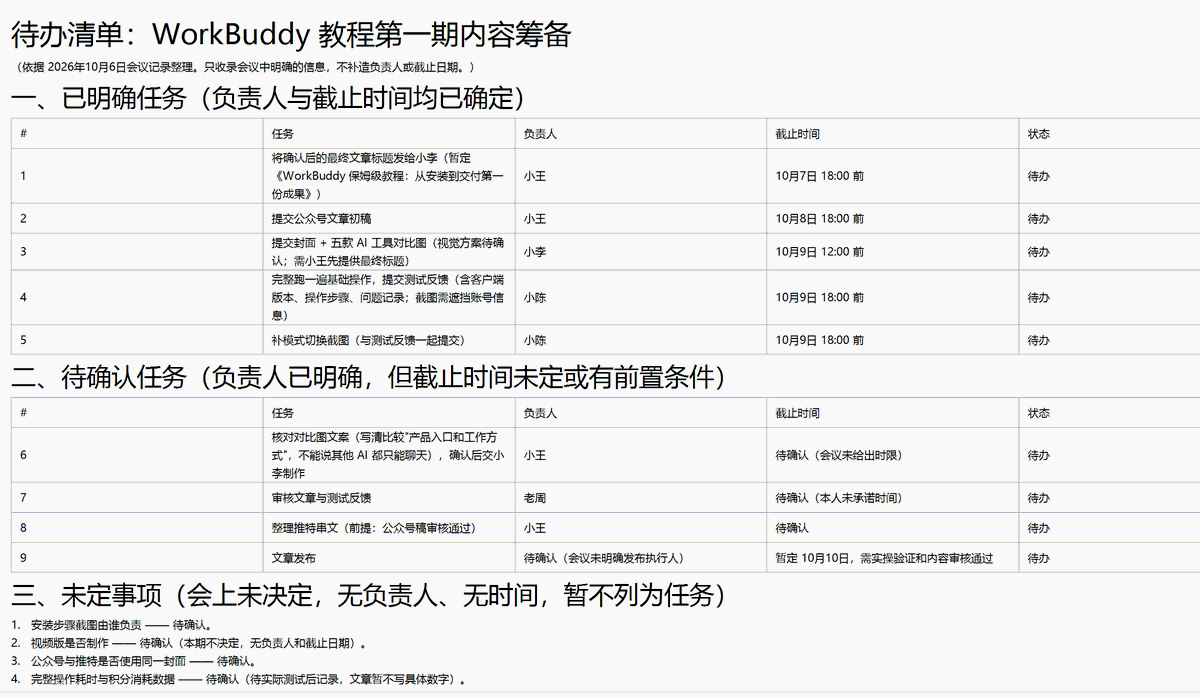 待办清单：WorkBuddy 教程第一期内容筹备
（依据 2026年10月6日会议记录整理。只收录会议中明确的信息，不补造负责人或截止日期。）
一、已明确任务（负责人与截止时间均已确定）
# 任务 负责人 截止时间 状态
1 将确认后的最终文章标题发给小李（暂定
《WorkBuddy 保姆级教程：从安装到交付第一
份成果》） 小王 10月7日 18:00 前 待办
2 提交公众号文章初稿 小王 10月8日 18:00 前 待办
3 提交封面 + 五款 AI 工具对比图（视觉方案待确
认；需小王先提供最终标题） 小李 10月9日 12:00 前 待办
4 完整跑一遍基础操作，提交测试反馈（含客户端
版本、操作步骤、问题记录；截图需遮挡账号信
息） 小陈 10月9日 18:00 前 待办
5 补模式切换截图（与测试反馈一起提交） 小陈 10月9日 18:00 前 待办
二、待确认任务（负责人已明确，但截止时间未定或有前置条件）
# 任务 负责人 截止时间 状态
6 核对对比图文案（写清比较"产品入口和工作方
式"，不能说其他 AI 都只能聊天），确认后交小
李制作 小王 待确认（会议未给出时限） 待办
7 审核文章与测试反馈 老周 待确认（本人未承诺时间） 待办
8 整理推特串文（前提：公众号稿审核通过） 小王 待确认 待办
9 文章发布 待确认（会议未明确发布执行人） 暂定 10月10日，需实操验证和内容审核通过 待办
三、未定事项（会上未决定，无负责人、无时间，暂不列为任务）
1. 安装步骤截图由谁负责 —— 待确认。
2. 视频版是否制作 —— 待确认（本期不决定，无负责人和截止日期）。
3. 公众号与推特是否使用同一封面 —— 待确认。
4. 完整操作耗时与积分消耗数据 —— 待确认（待实际测试后记录，文章暂不写具体数字）。